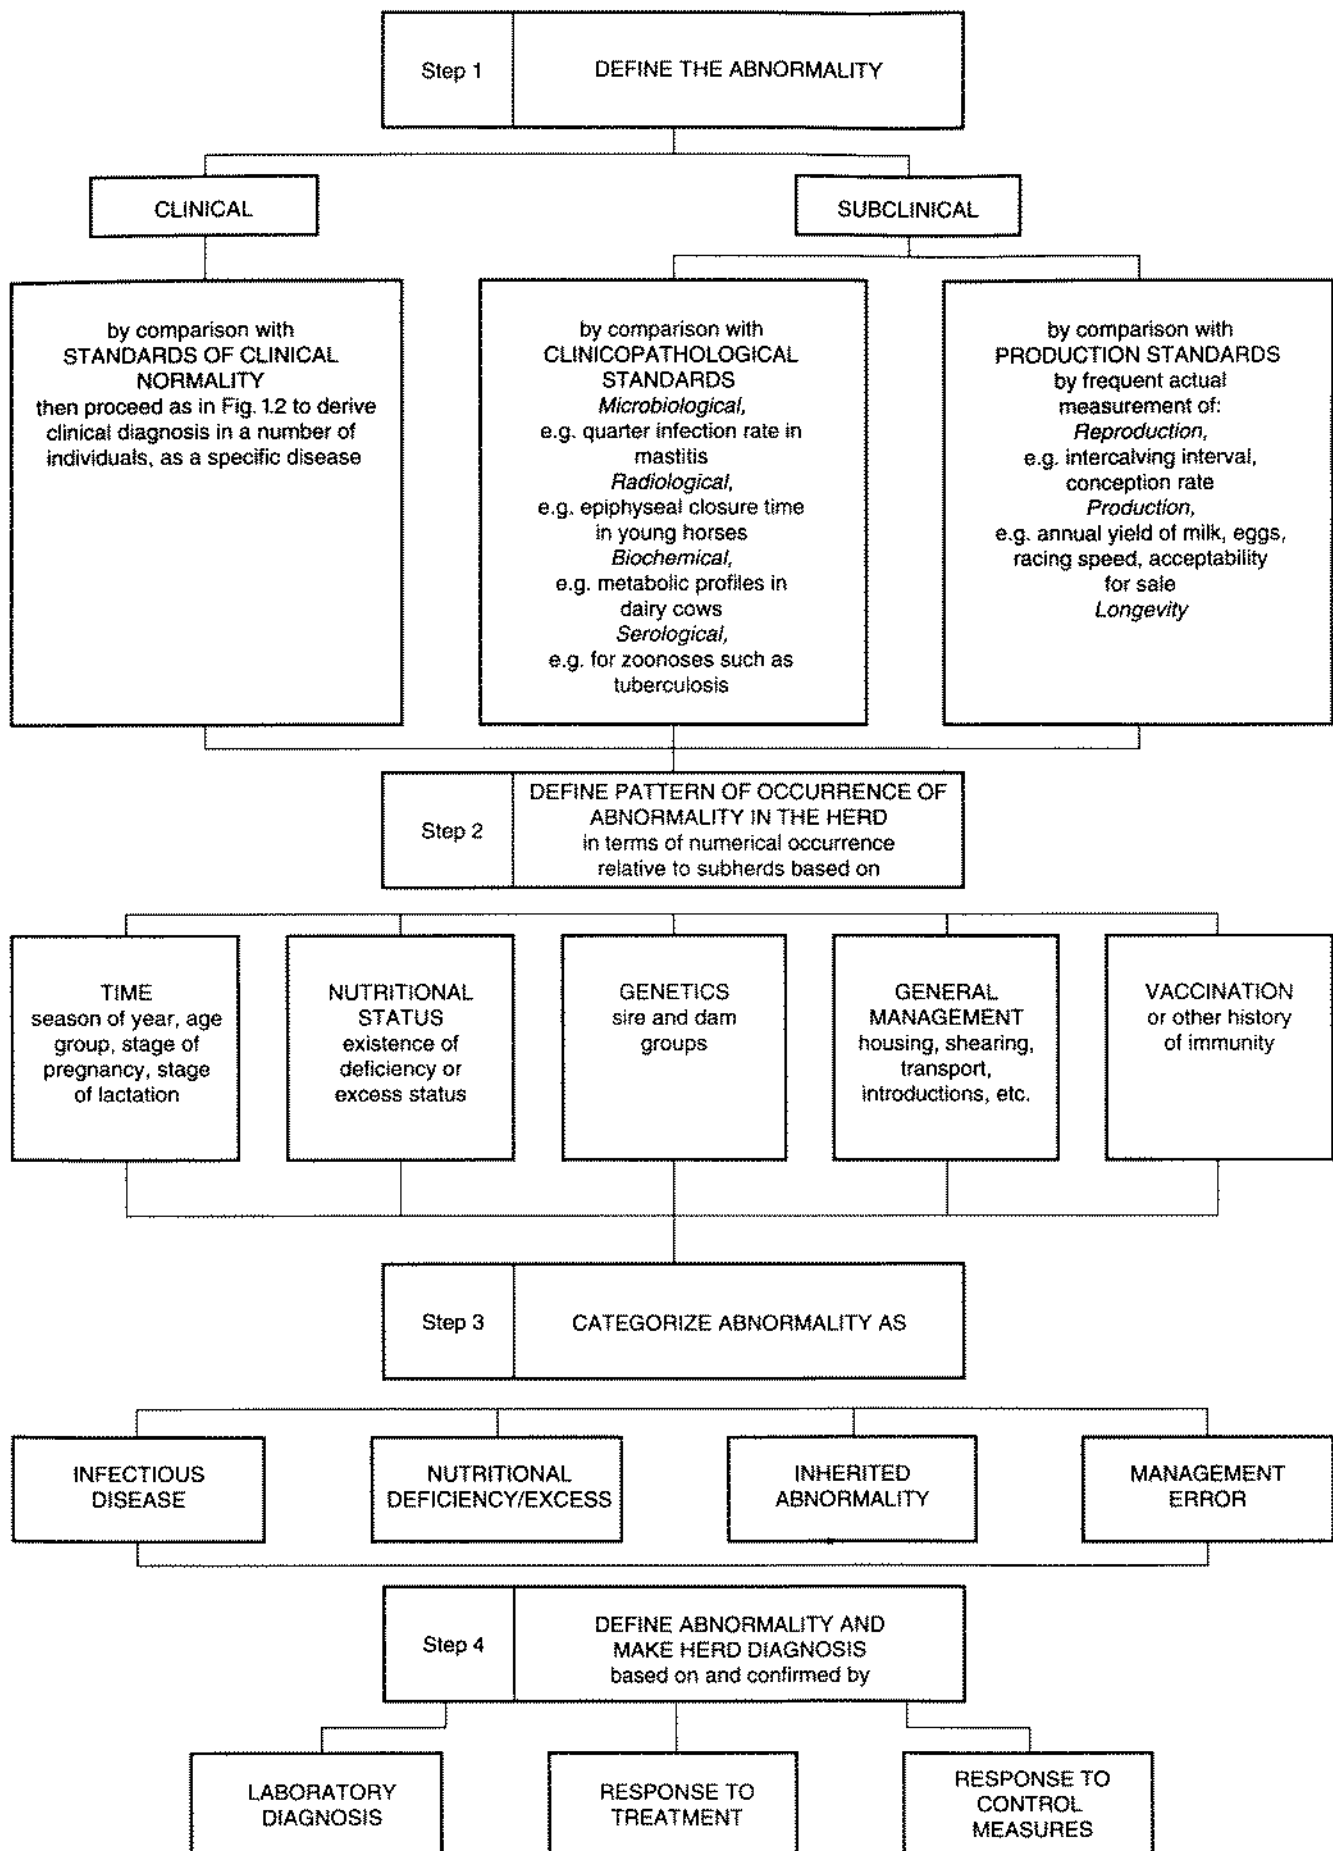 Step 1
DEFINE THE ABNORMALITY
CLINICAL
SUBCLINICAL
by comparison with
STANDARDS OF CLINICAL
NORMALITY
then proceed as in Fig. 1.2 to derive
clinical diagnosis in a number of
individuals, as a specific disease
by comparison with
CLINICOPATHOLOGICAL
STANDARDS
Microbiological,
e.g. quarter infection rate in
mastitis
Radiological,
e.g. epiphyseal closure time
in young horses
Biochemical,
e.g. metabolic profiles in
dairy cows
Serological,
e.g. for zoonoses such as
tuberculosis
by comparison with
PRODUCTION STANDARDS
by frequent actual
measurement of:
Reproduction,
e.g. intercalving interval,
conception rate
Production,
e.g. annual yield of milk, eggs,
racing speed, acceptability
for sale
Longevity
Step 2
DEFINE PATTERN OF OCCURRENCE OF
ABNORMALITY IN THE HERD
in terms of numerical occurrence
relative to subherds based on
TIME
season of year, age
group, stage of
pregnancy, stage
of lactation
NUTRITIONAL
STATUS
existence of
deficiency or
excess status
GENETICS
sire and dam
groups
GENERAL
MANAGEMENT
housing, shearing,
transport,
introductions, etc.
VACCINATION
or other history
of immunity
Step 3
CATEGORIZE ABNORMALITY AS
INFECTIOUS
DISEASE
NUTRITIONAL
DEFICIENCY/EXCESS
INHERITED
ABNORMALITY
MANAGEMENT
ERROR
Step 4
DEFINE ABNORMALITY AND
MAKE HERD DIAGNOSIS
based on and confirmed by
LABORATORY
DIAGNOSIS
RESPONSE TO
TREATMENT
RESPONSE TO
CONTROL
MEASURES